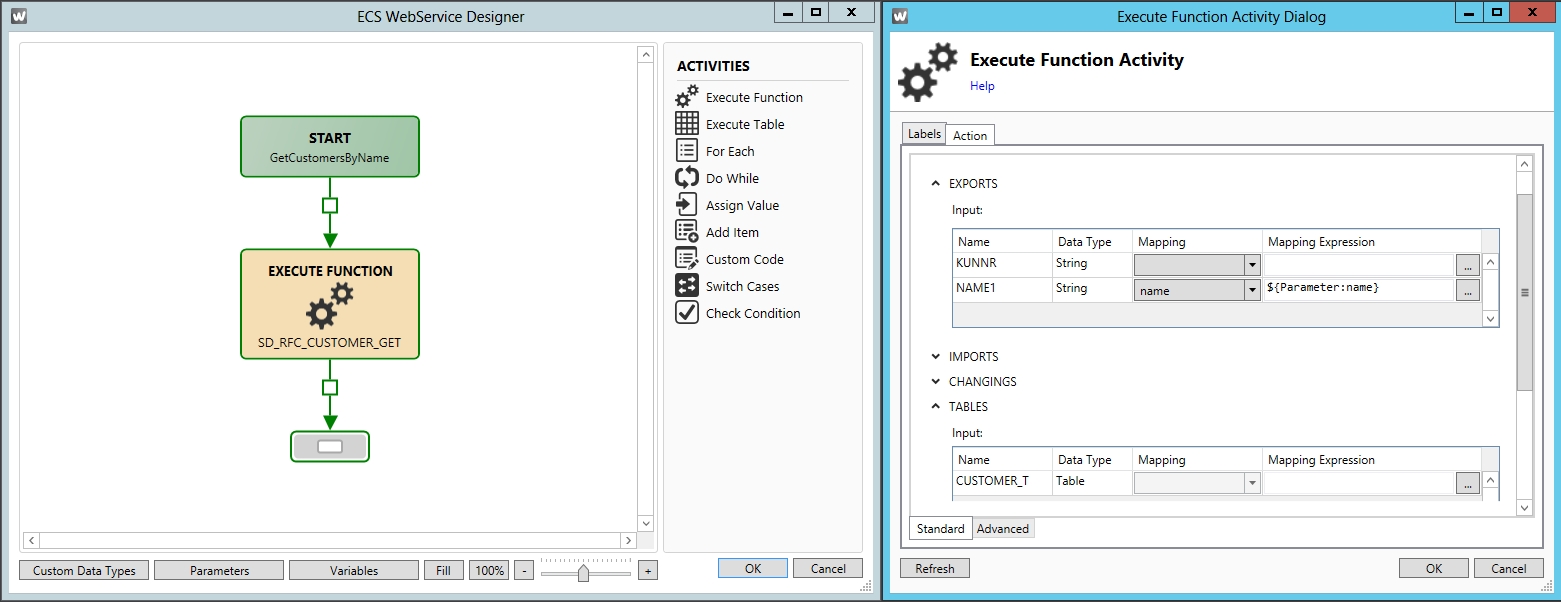 ECS WebService Designer
START
GetCustomersByName
EXECUTE FUNCTION
SD_RFC_CUSTOMER_GET
ACTIVITIES
Execute Function
Execute Table
For Each
Do While
Assign Value
Add Item
Custom Code
Switch Cases
Check Condition
Custom Data Types Parameters Variables Fill 100% - + OK Cancel
Execute Function Activity Dialog
Execute Function Activity
Help
Labels Action
EXPORTS
Input:
Name Data Type Mapping Mapping Expression
KUNNR String ...
NAME1 String name ${Parameter:name} ...
IMPORTS
CHANGINGS
TABLES
Input:
Name Data Type Mapping Mapping Expression
CUSTOMER_T Table ...
Standard Advanced
Refresh OK Cancel